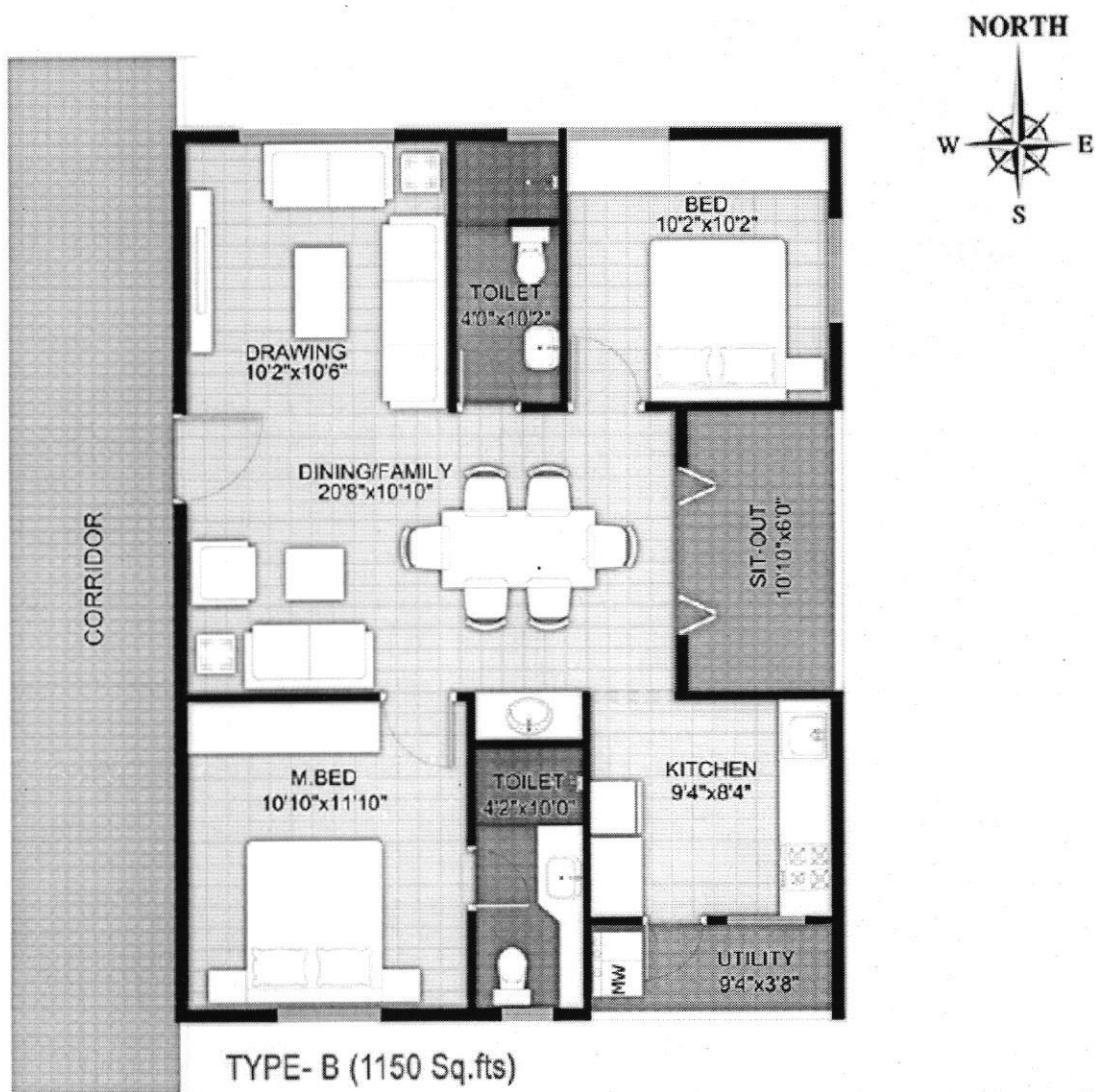 NORTH
W
E
S
BED
10'2"x10'2"
TOILET
4'0"x10'2"
DRAWING
10'2"x10'6"
DINING/FAMILY
20'8"x10'10"
SIT-OUT
10'10"x6'0"
CORRIDOR
M.BED
10'10"x11'10"
TOILET
4'2"x10'0"
KITCHEN
9'4"x8'4"
UTILITY
9'4"x3'8"
MW
TYPE- B (1150 Sq.fts)